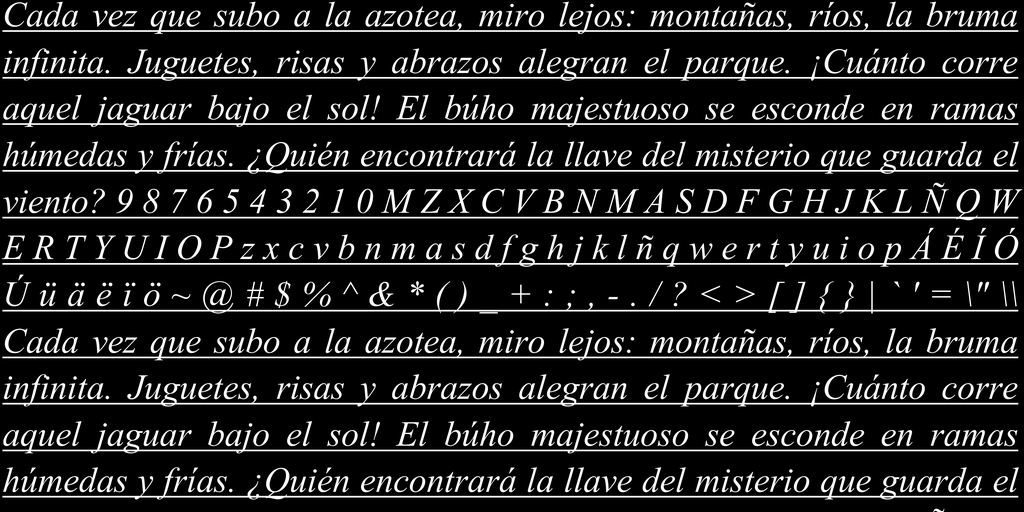 Cada vez que subo a la azotea, miro lejos: montañas, ríos, la bruma
infinita. Juguetes, risas y abrazos alegran el parque. ¡Cuánto corre
aquel jaguar bajo el sol! El búho majestuoso se esconde en ramas
húmedas y frías. ¿Quién encontrará la llave del misterio que guarda el
viento? 9 8 7 6 5 4 3 2 1 0 M Z X C V B N M A S D F G H J K L Ñ Q W
E R T Y U I O P z x c v b n m a s d f g h j k l ñ q w e r t y u i o p Á É Í Ó
Ú ü ä ë ï ö ~ @ # $ % ^ & * ( ) _ + : ; , - . / ? < > [ ] { } | ` ' = \" \\
Cada vez que subo a la azotea, miro lejos: montañas, ríos, la bruma
infinita. Juguetes, risas y abrazos alegran el parque. ¡Cuánto corre
aquel jaguar bajo el sol! El búho majestuoso se esconde en ramas
húmedas y frías. ¿Quién encontrará la llave del misterio que guarda el